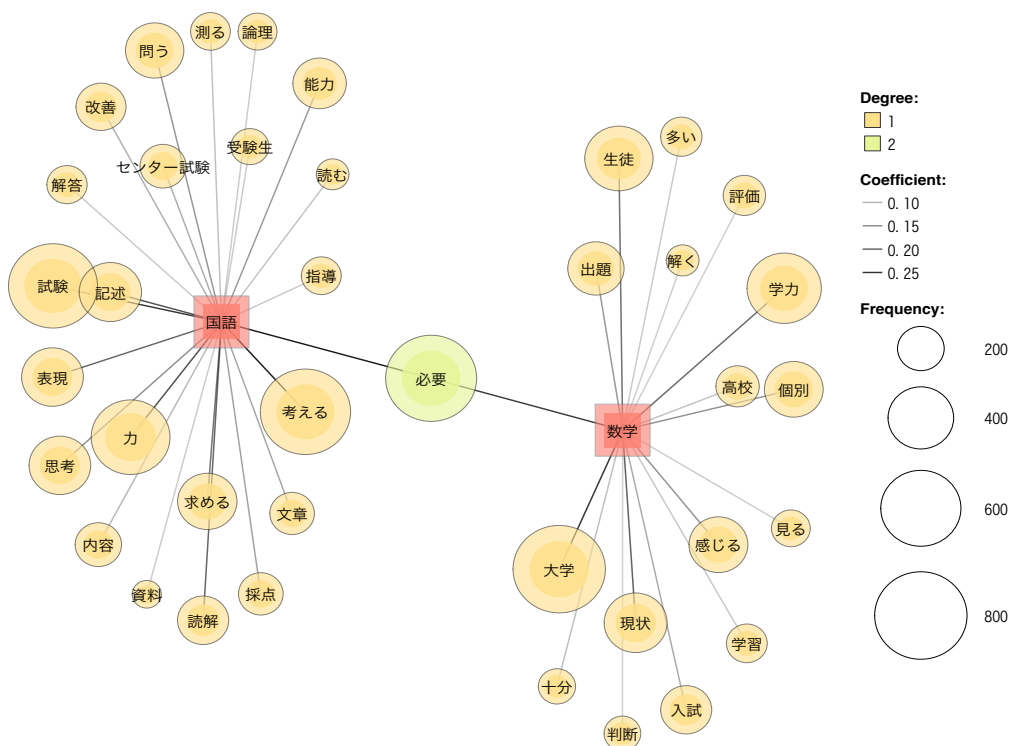 測る
論理
問う
能力
改善
センター試験
受験生
読む
解答
試験
記述
指導
国語
表現
必要
考える
力
思考
求める
文章
内容
資料
読解
採点
多い
生徒
評価
解く
出題
学力
高校
個別
数学
見る
感じる
大学
現状
学習
十分
入試
判断
Degree:
1
2
Coefficient:
0. 10
0. 15
0. 20
0. 25
Frequency:
200
400
600
800